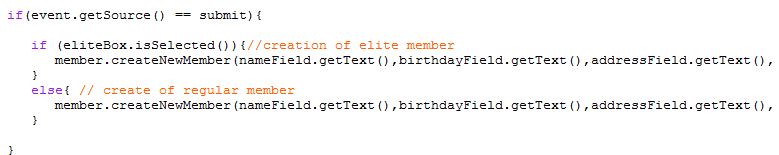 if(event.getSource() == submit){
if (eliteBox.isSelected()){//creation of elite member
member.createNewMember(nameField.getText(),birthdayField.getText(),addressField.getText(),
}
else{ // create of regular member
member.createNewMember(nameField.getText(),birthdayField.getText(),addressField.getText(),
}
}